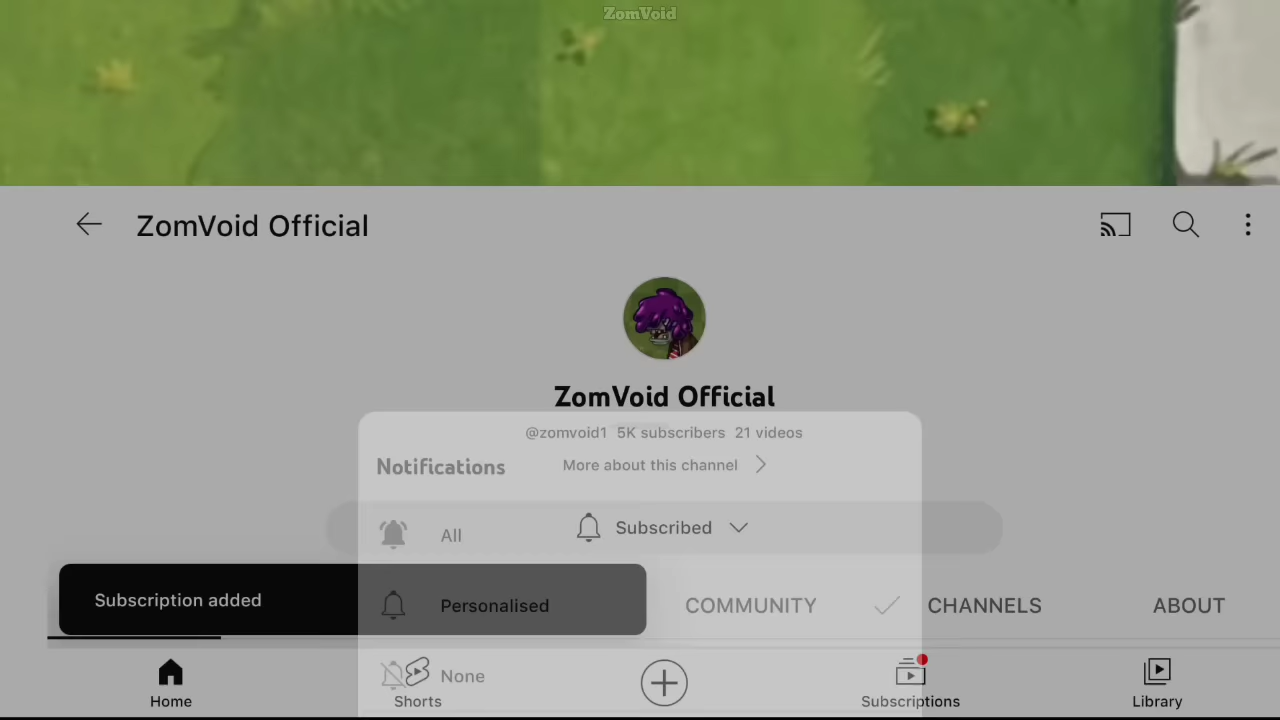 ZomVoid
ZomVoid Official
ZomVoid Official
@zomvoid1 5K subscribers 21 videos
Notifications
More about this channel
All
Subscribed
Subscription added
Personalised
COMMUNITY
CHANNELS
ABOUT
None
Home
Shorts
Subscriptions
Library